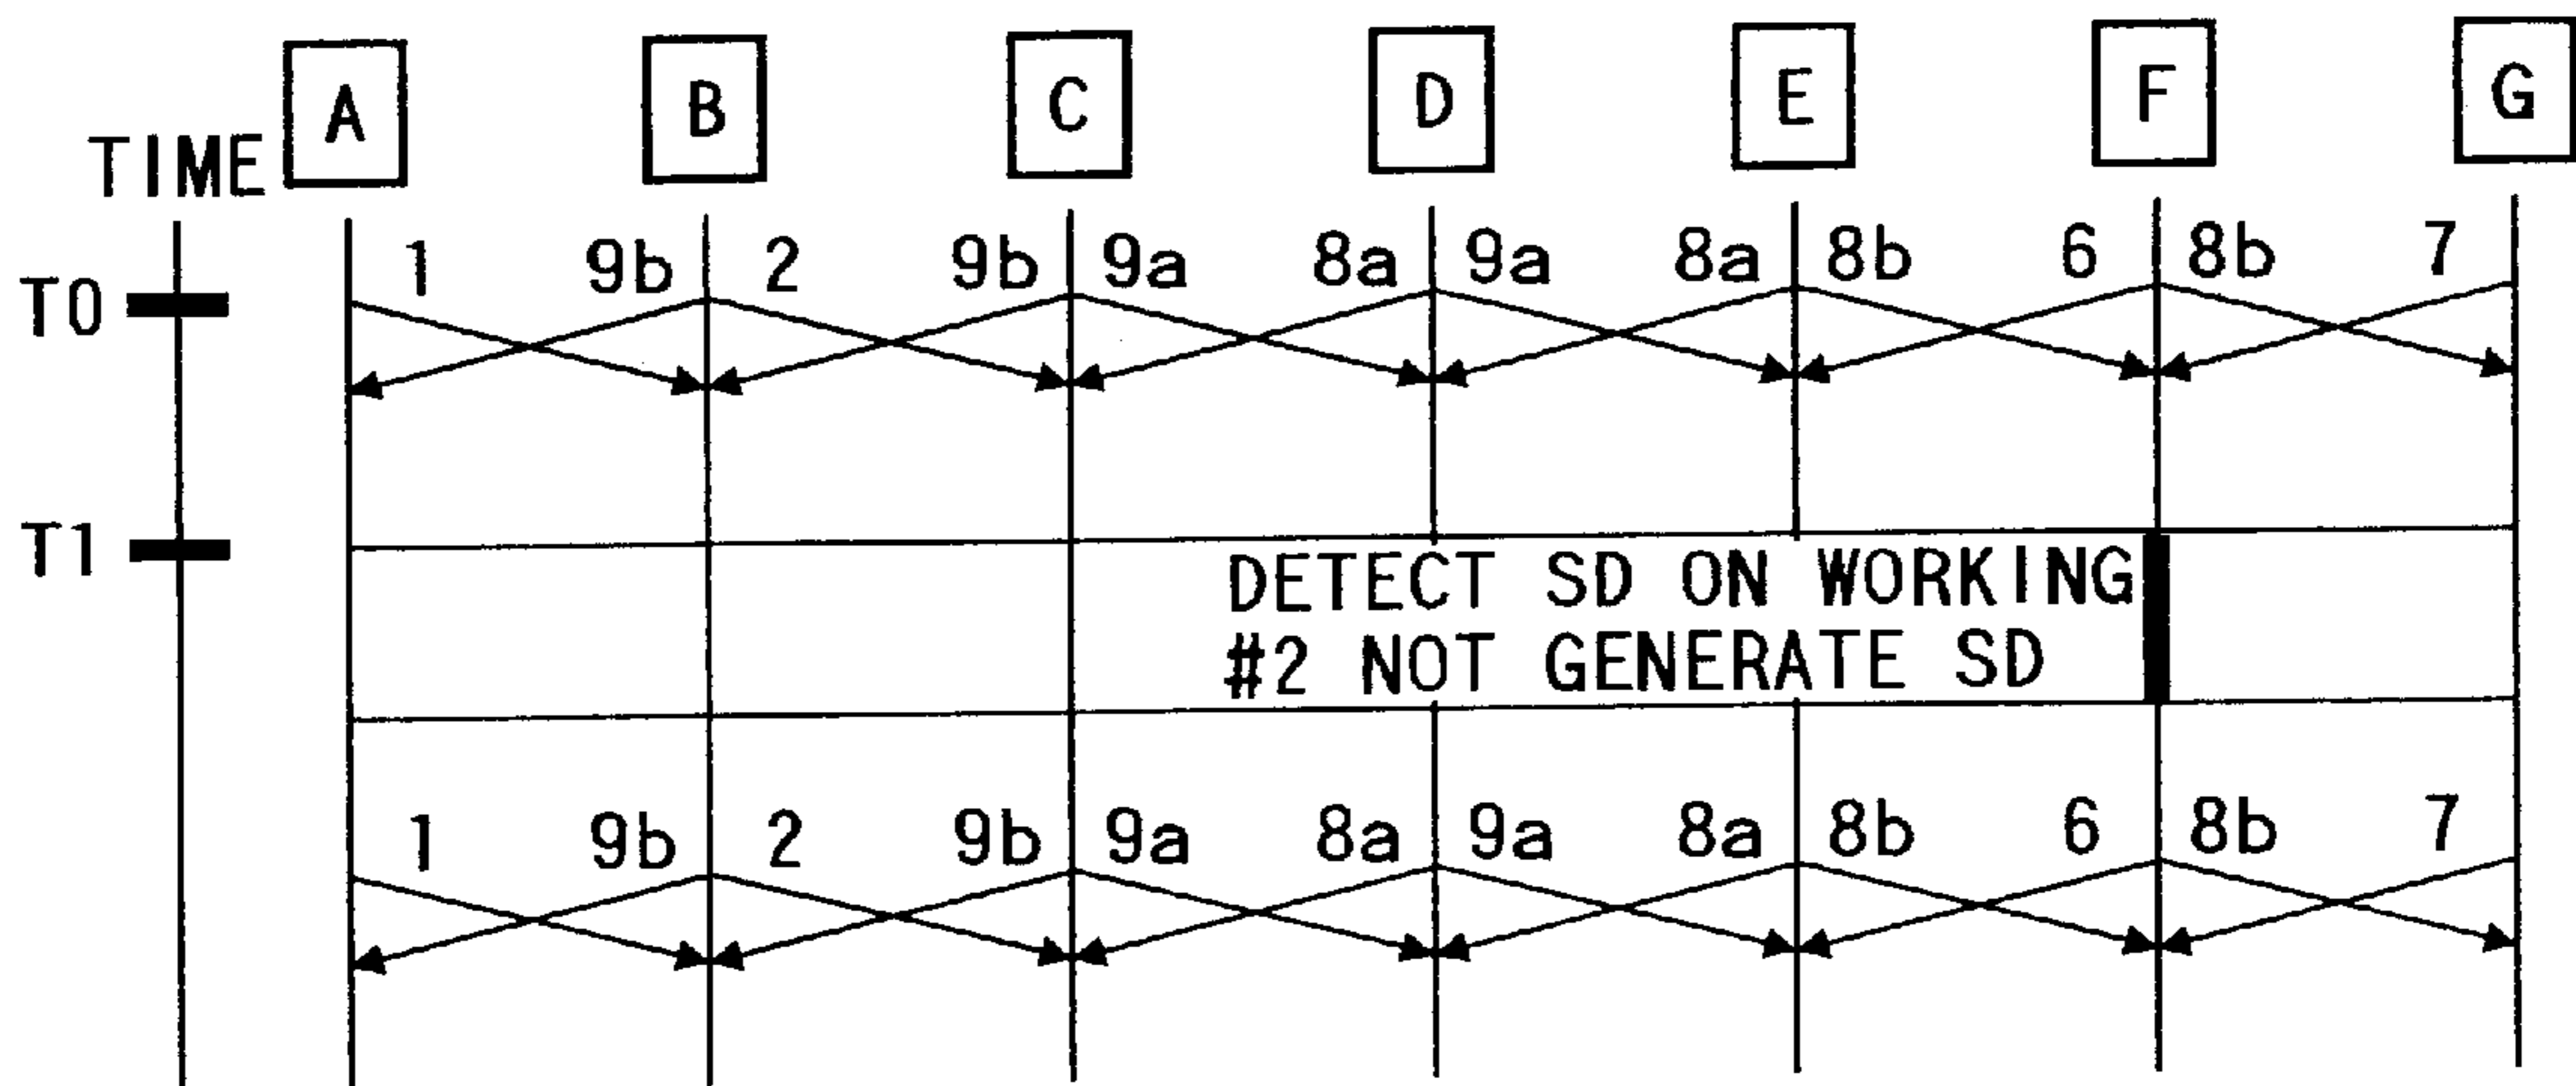 A B C D E F G
TIME
1 9b 2 9b 9a 8a 9a 8a 8b 6 8b 7
T0
T1
DETECT SD ON WORKING
#2 NOT GENERATE SD
1 9b 2 9b 9a 8a 9a 8a 8b 6 8b 7